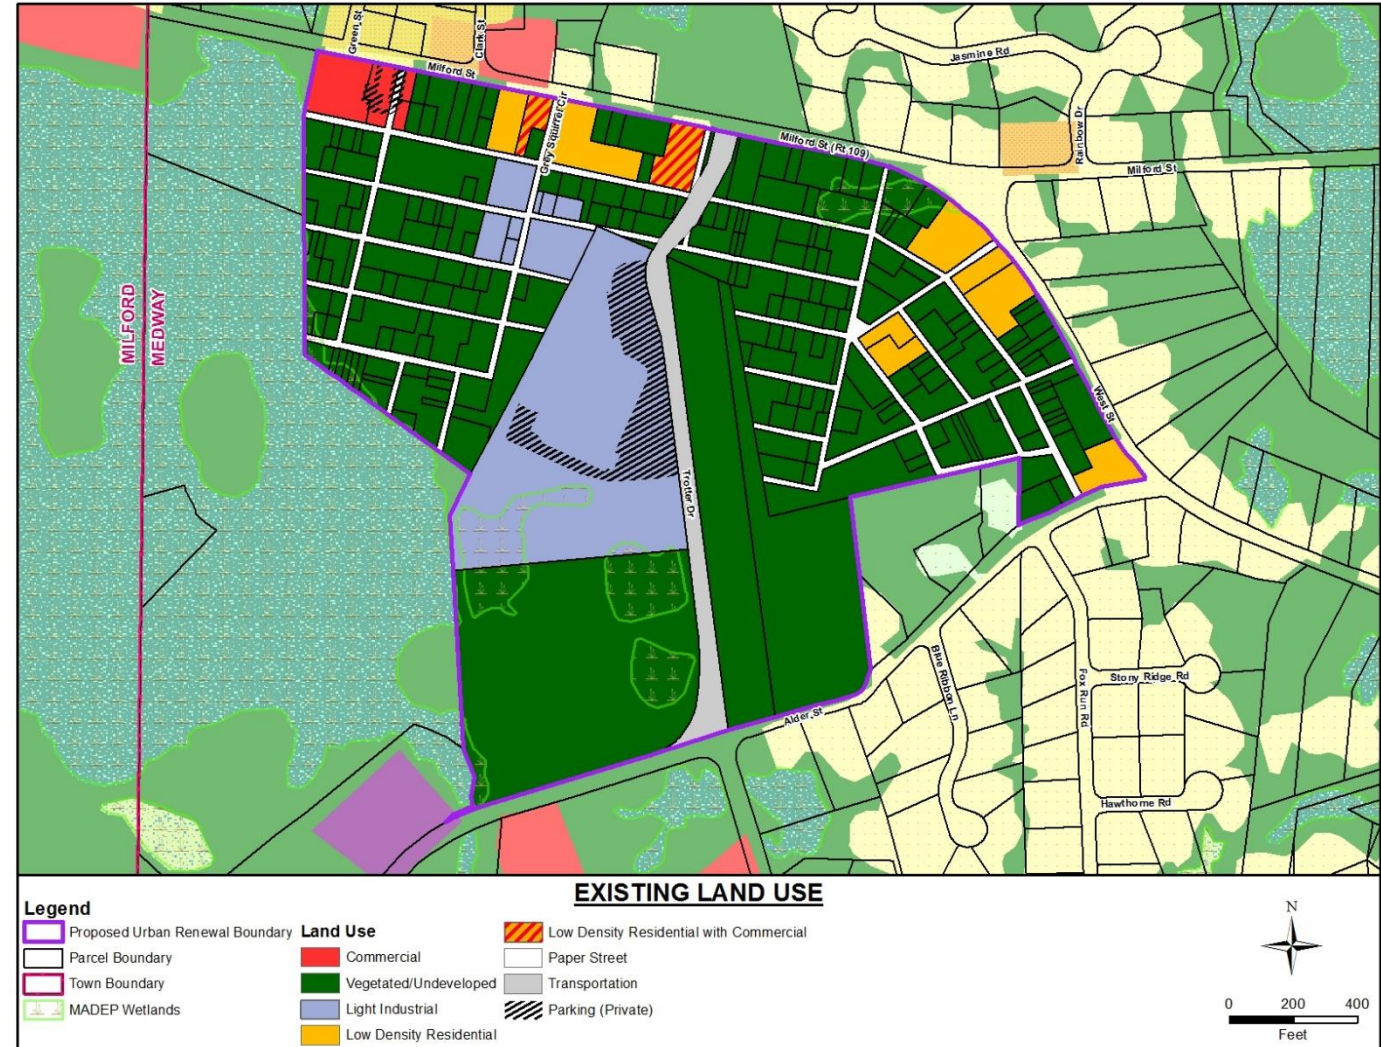 Green St
Clark St
Milford St
Jasmine Rd
Rainbow Dr
Grey Squirrel Cir
Milford St (Rt 109)
Milford St
MILFORD
MEDWAY
West St
Trotter Dr
Blue Ribbon Ln
Fox Run Rd
Stony Ridge Rd
Alder St
Hawthorne Rd
EXISTING LAND USE
Legend
Proposed Urban Renewal Boundary
Parcel Boundary
Town Boundary
MADEP Wetlands
Land Use
Commercial
Vegetated/Undeveloped
Light Industrial
Low Density Residential
Low Density Residential with Commercial
Paper Street
Transportation
Parking (Private)
N
0 200 400
Feet